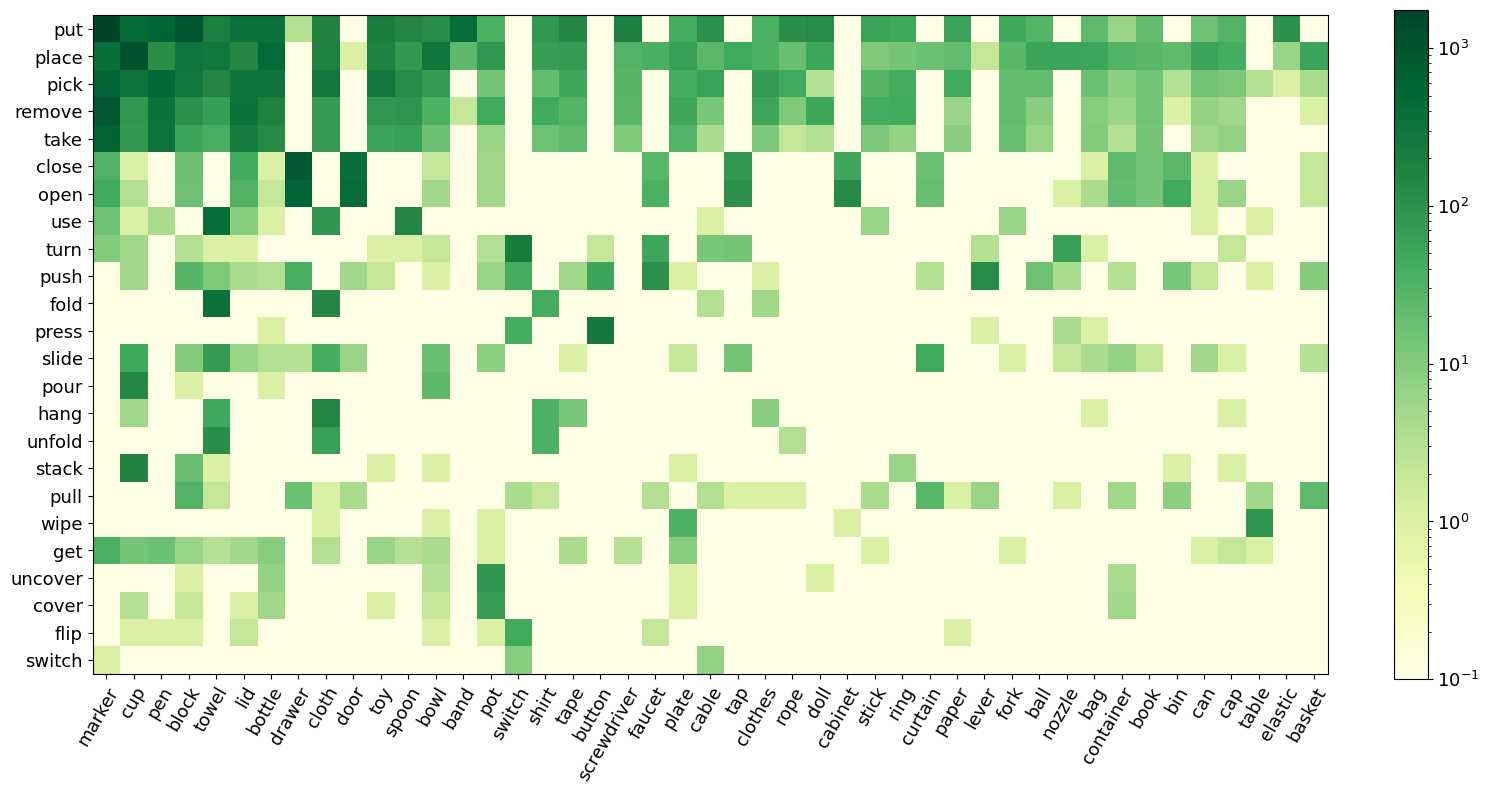 put
place
pick
remove
take
close
open
use
turn
push
fold
press
slide
pour
hang
unfold
stack
pull
wipe
get
uncover
cover
flip
switch
marker
cup
pen
block
towel
lid
bottle
drawer
cloth
door
toy
spoon
bowl
band
pot
switch
shirt
tape
button
screwdriver
faucet
plate
cable
tap
clothes
rope
doll
cabinet
stick
ring
curtain
paper
lever
fork
ball
nozzle
bag
container
book
bin
can
cap
table
elastic
basket
10³
10²
10¹
10⁰
10⁻¹